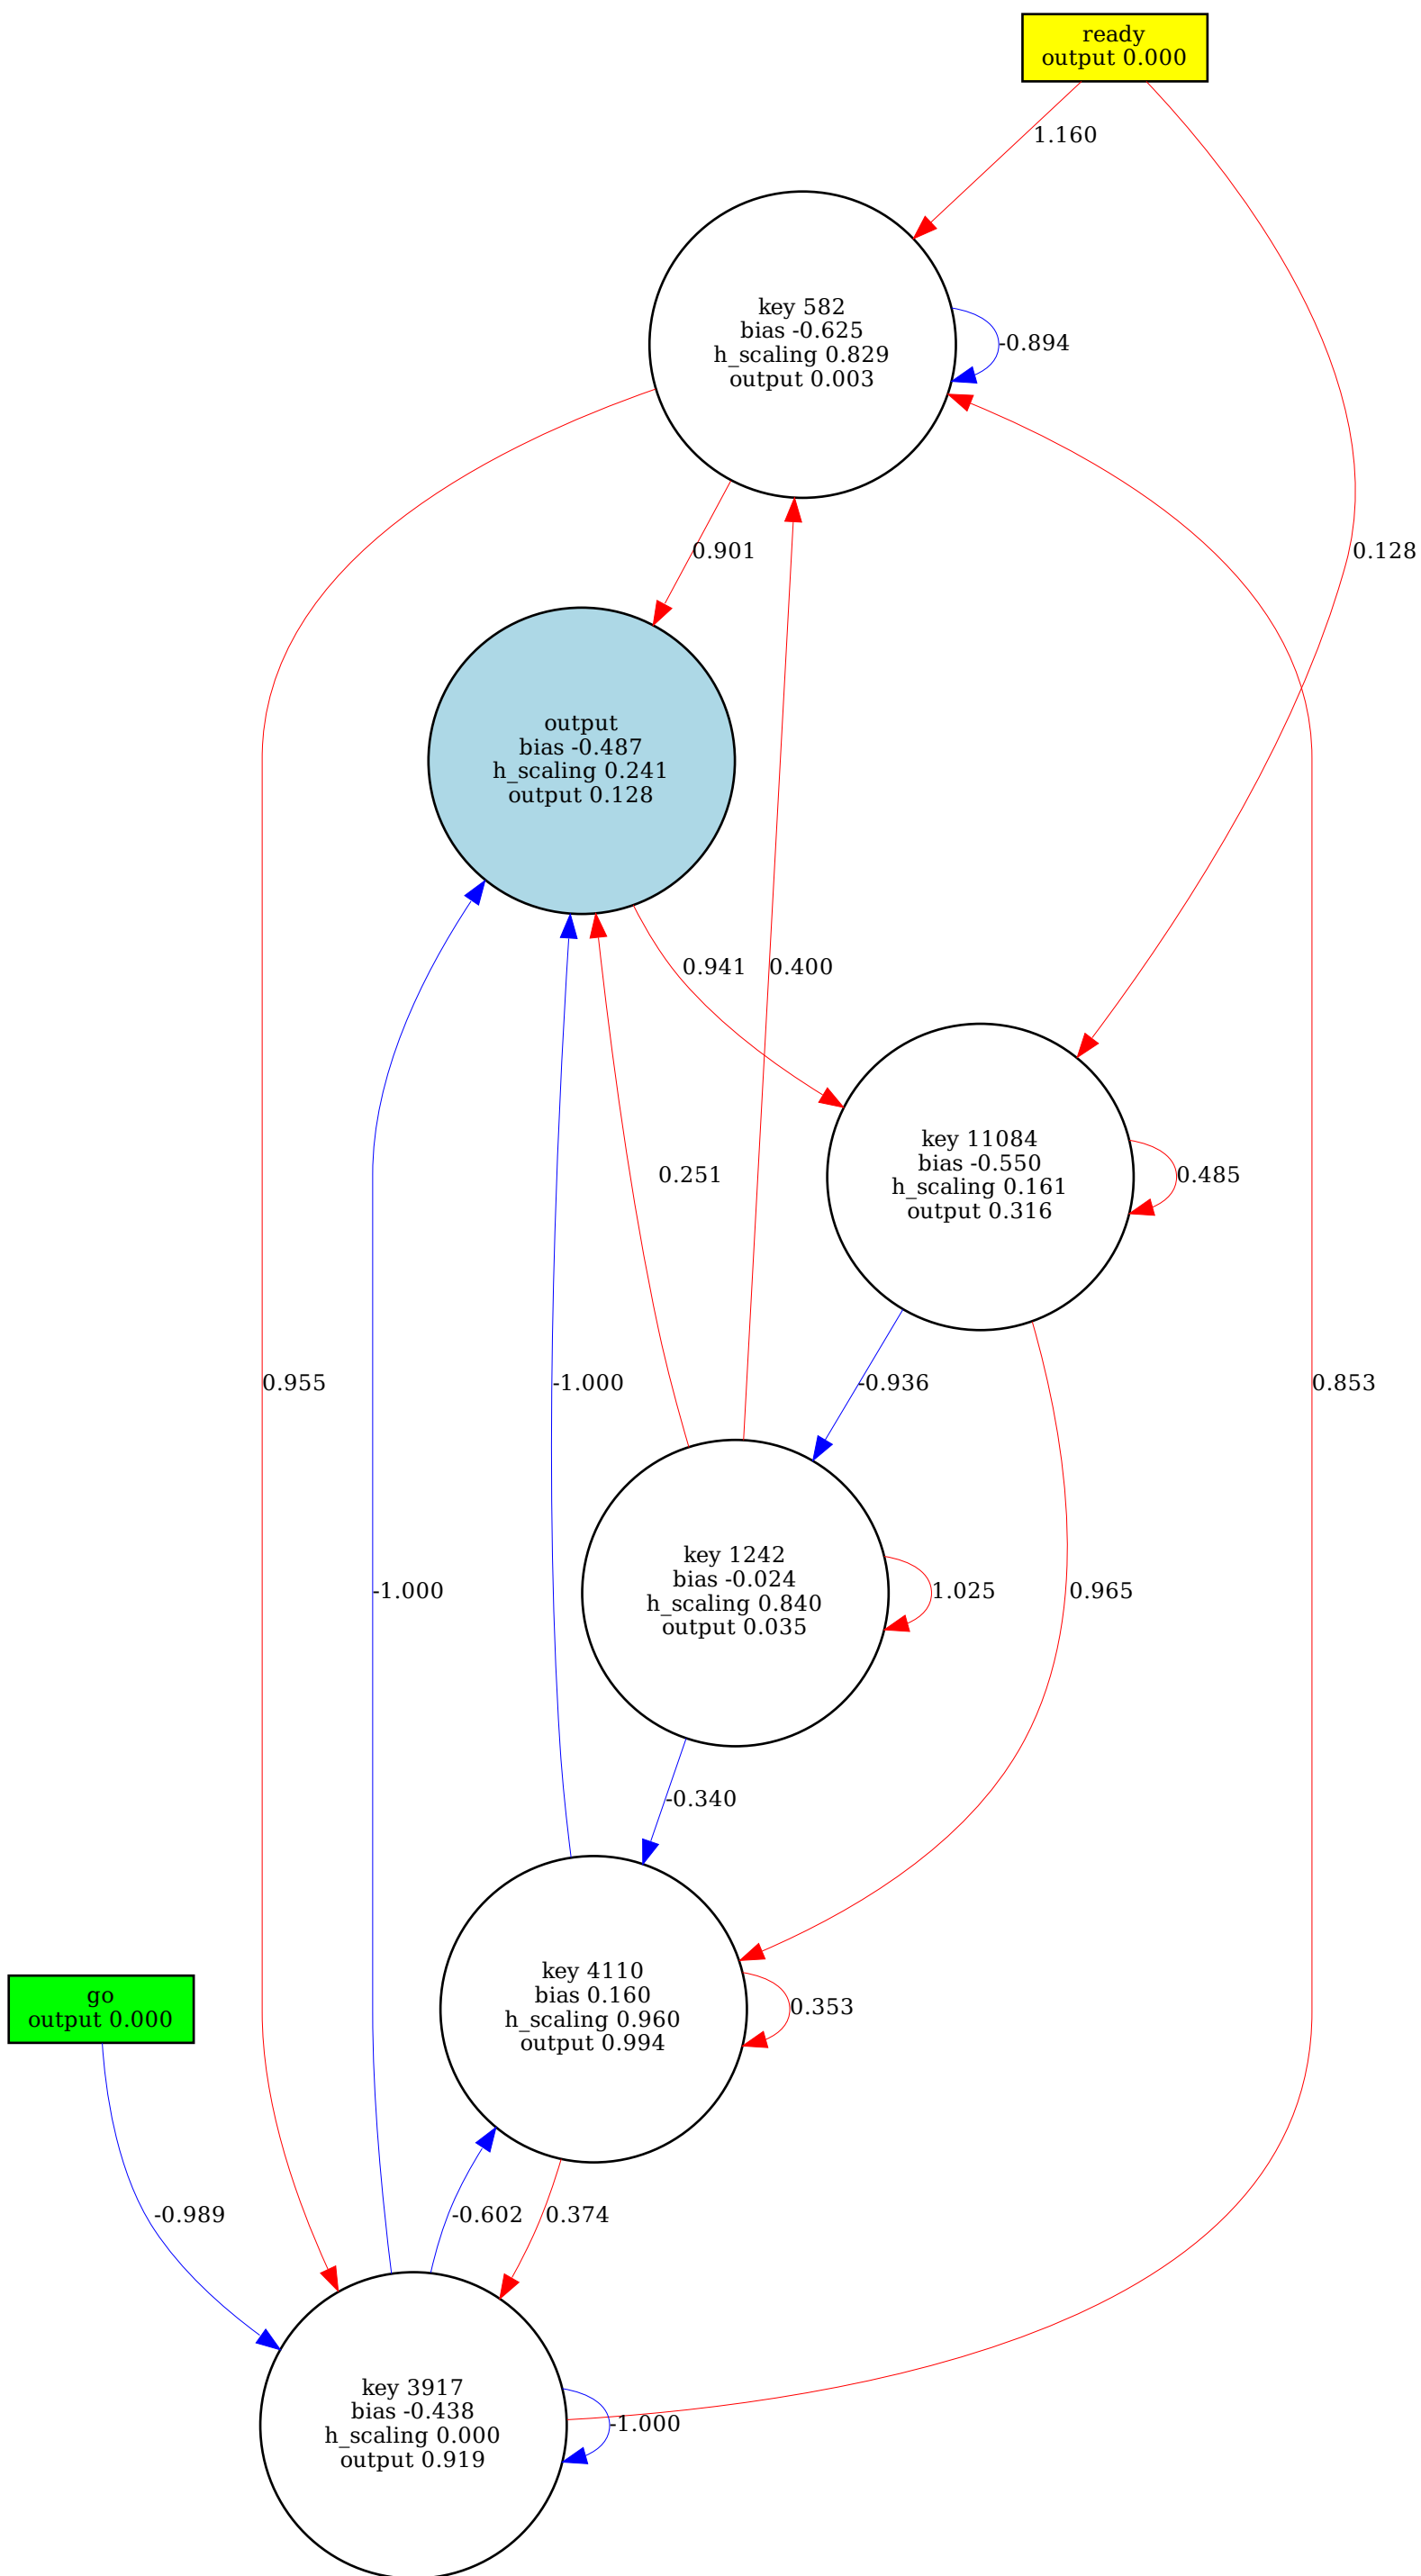 ready
output 0.000
1.160
key 582
bias -0.625
h_scaling 0.829
output 0.003
-0.894
0.901
0.128
output
bias -0.487
h_scaling 0.241
output 0.128
0.941
0.400
key 11084
bias -0.550
h_scaling 0.161
output 0.316
0.251
0.485
0.955
-1.000
-0.936
0.853
key 1242
bias -0.024
h_scaling 0.840
output 0.035
-1.000
1.025
0.965
-0.340
key 4110
bias 0.160
h_scaling 0.960
output 0.994
go
output 0.000
0.353
-0.989
-0.602
0.374
key 3917
bias -0.438
h_scaling 0.000
output 0.919
-1.000